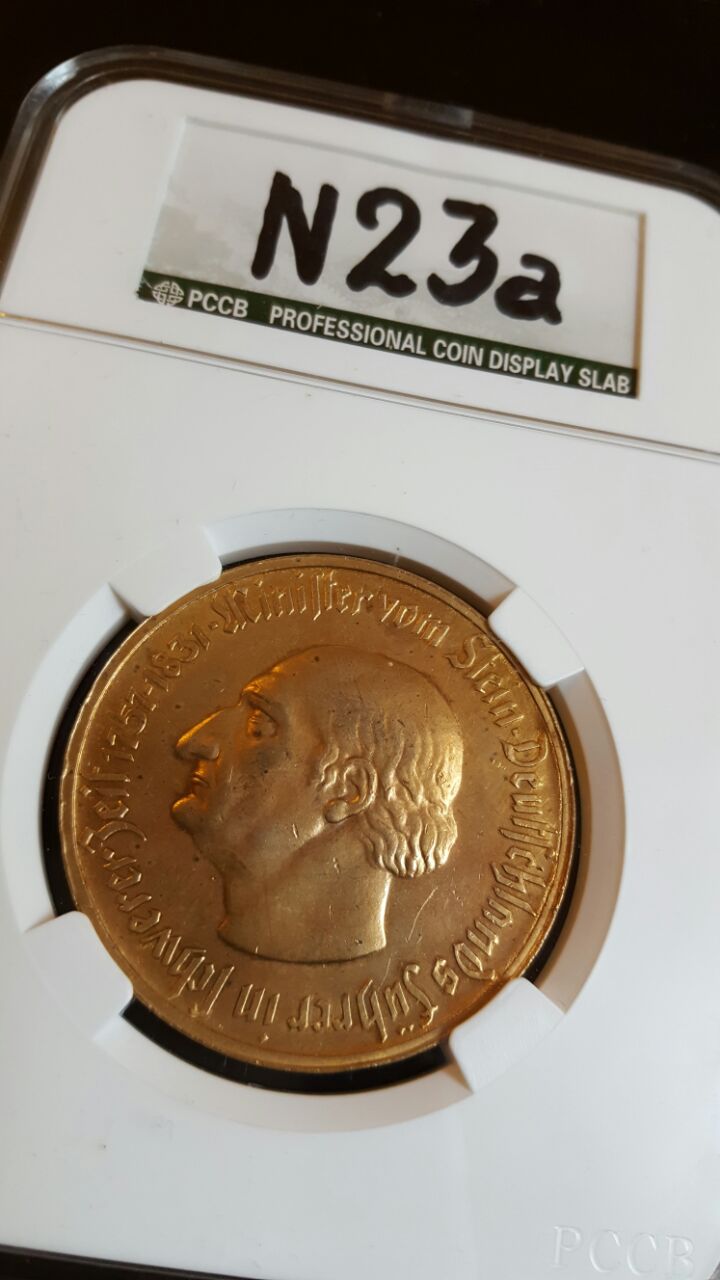 N23a
PCCB PROFESSIONAL COIN DISPLAY SLAB
Minister vom Stein·Deutschlands Führer in schwerer Zeit 1757-1831·
PCCB